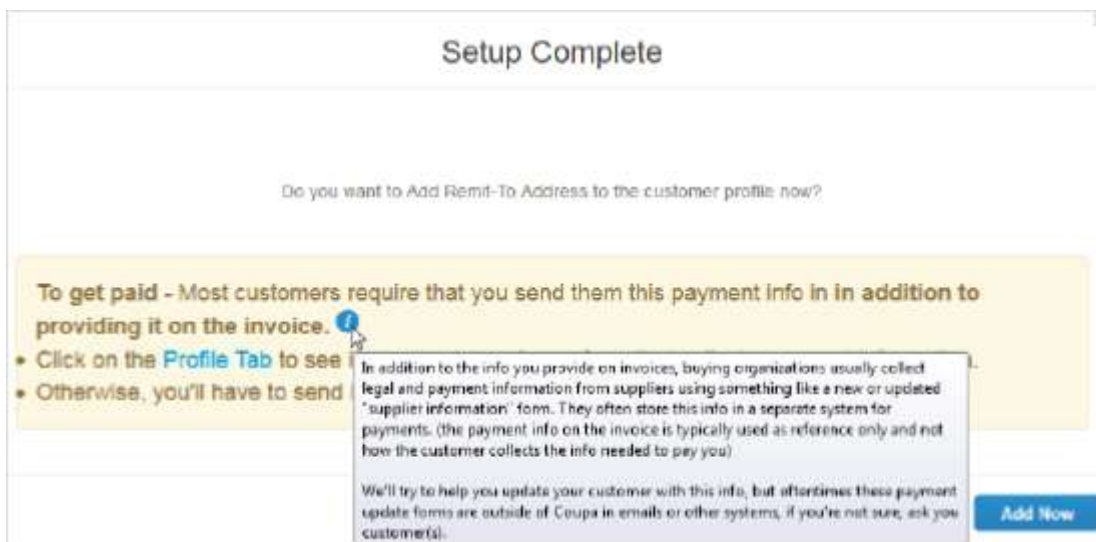 Setup Complete
Do you want to Add Remit-To Address to the customer profile now?
To get paid - Most customers require that you send them this payment info in in addition to
providing it on the invoice. i
• Click on the Profile Tab to see
• Otherwise, you'll have to send
In addition to the info you provide on invoices, buying organizations usually collect
legal and payment information from suppliers using something like a new or updated
"supplier information" form. They often store this info in a separate system for
payments. (the payment info on the invoice is typically used as reference only and not
how the customer collects the info needed to pay you)
We'll try to help you update your customer with this info, but oftentimes these payment
update forms are outside of Coupa in emails or other systems, if you're not sure, ask you
customer(s).
Add Now